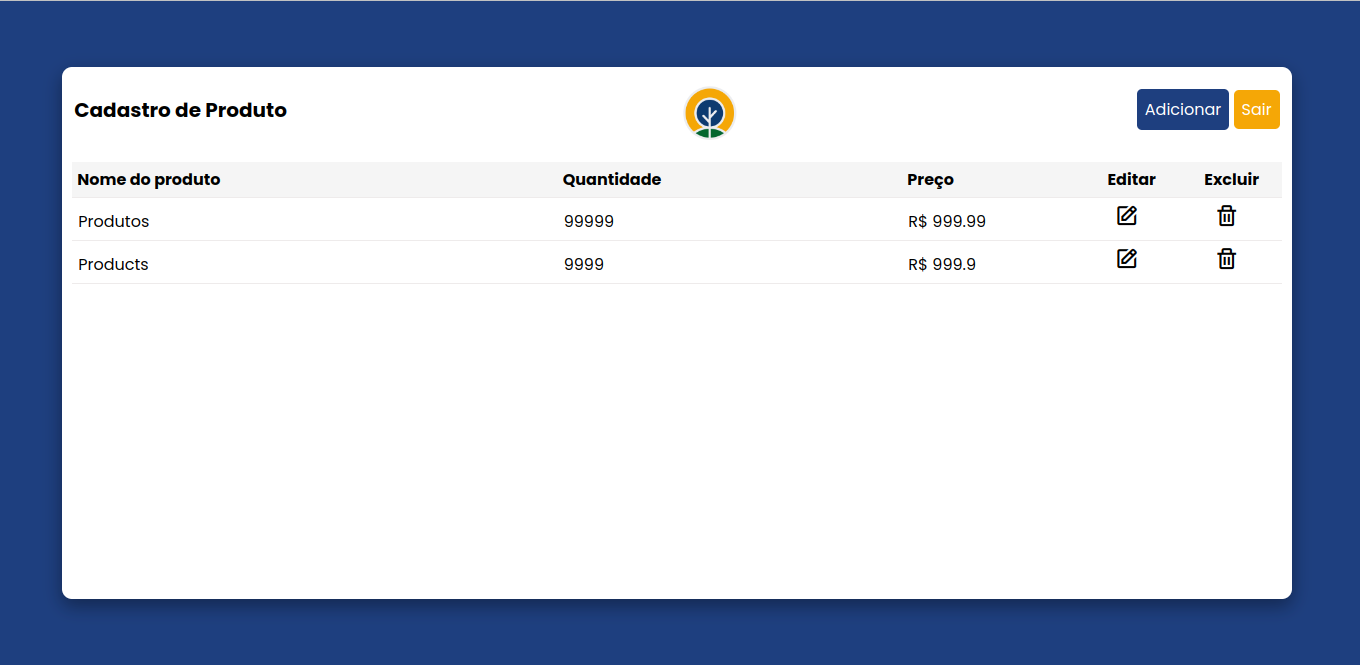 Cadastro de Produto
Adicionar Sair
Nome do produto Quantidade Preço Editar Excluir
Produtos 99999 R$ 999.99
Products 9999 R$ 999.9